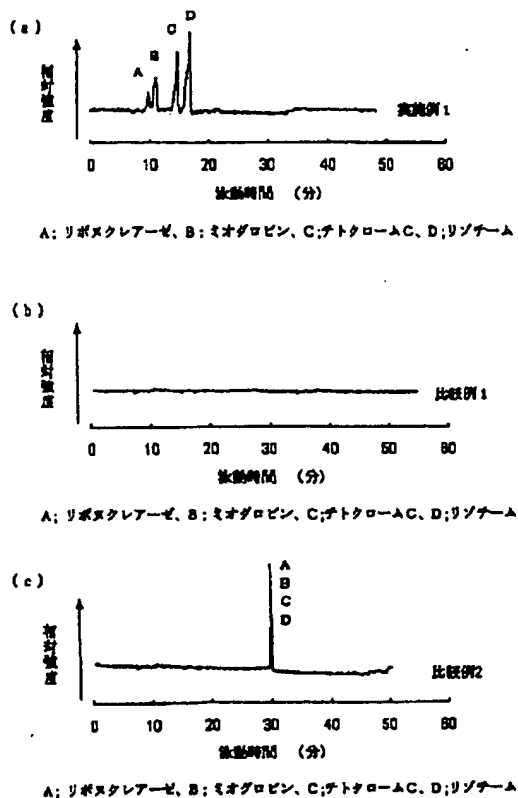 (a)
A B C D
相対強度
実施例1
0 10 20 30 40 50 60
泳動時間 (分)
A; リボヌクレアーゼ、B; ミオグロビン、C;チトクロームC、D;リゾチーム
(b)
相対強度
比較例1
0 10 20 30 40 50 60
泳動時間 (分)
A; リボヌクレアーゼ、B; ミオグロビン、C;チトクロームC、D;リゾチーム
(c)
A
B
C
D
相対強度
比較例2
0 10 20 30 40 50 60
泳動時間 (分)
A; リボヌクレアーゼ、B; ミオグロビン、C;チトクロームC、D;リゾチーム